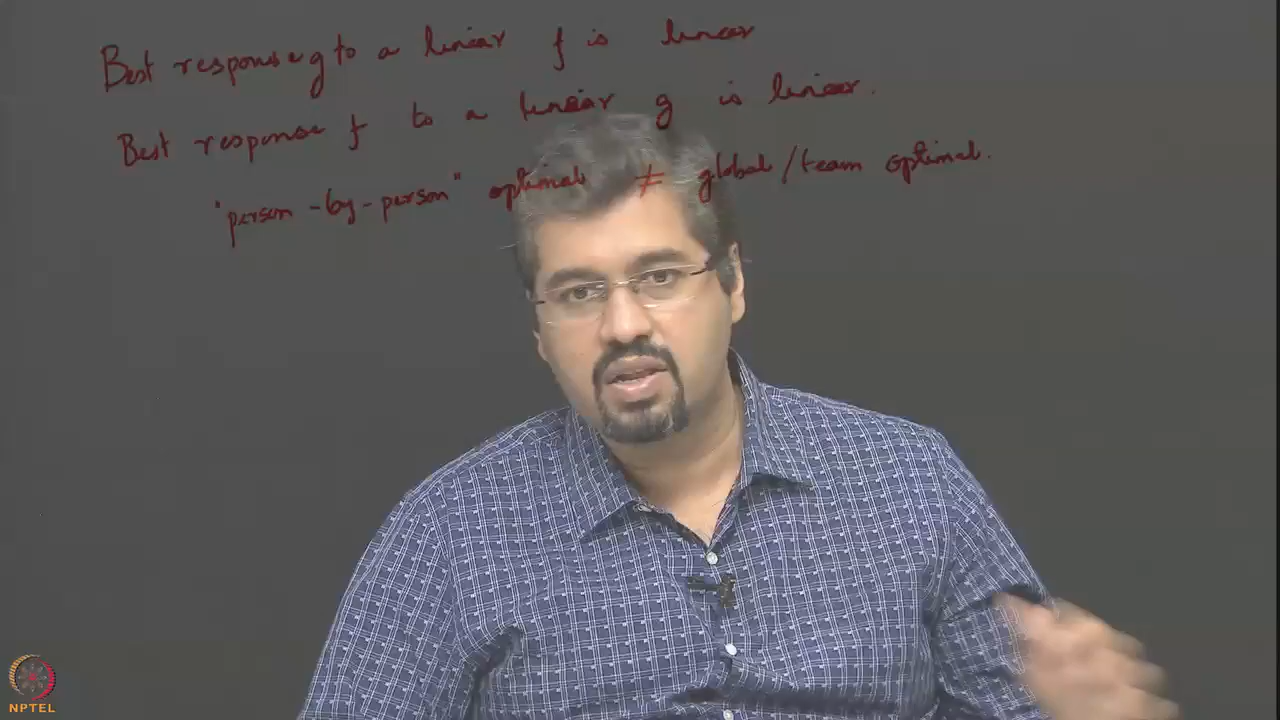 Best response g to a linear f is linear
Best response f to a linear g is linear.
"person-by-person" optimal ≠ global/team optimal.
NPTEL